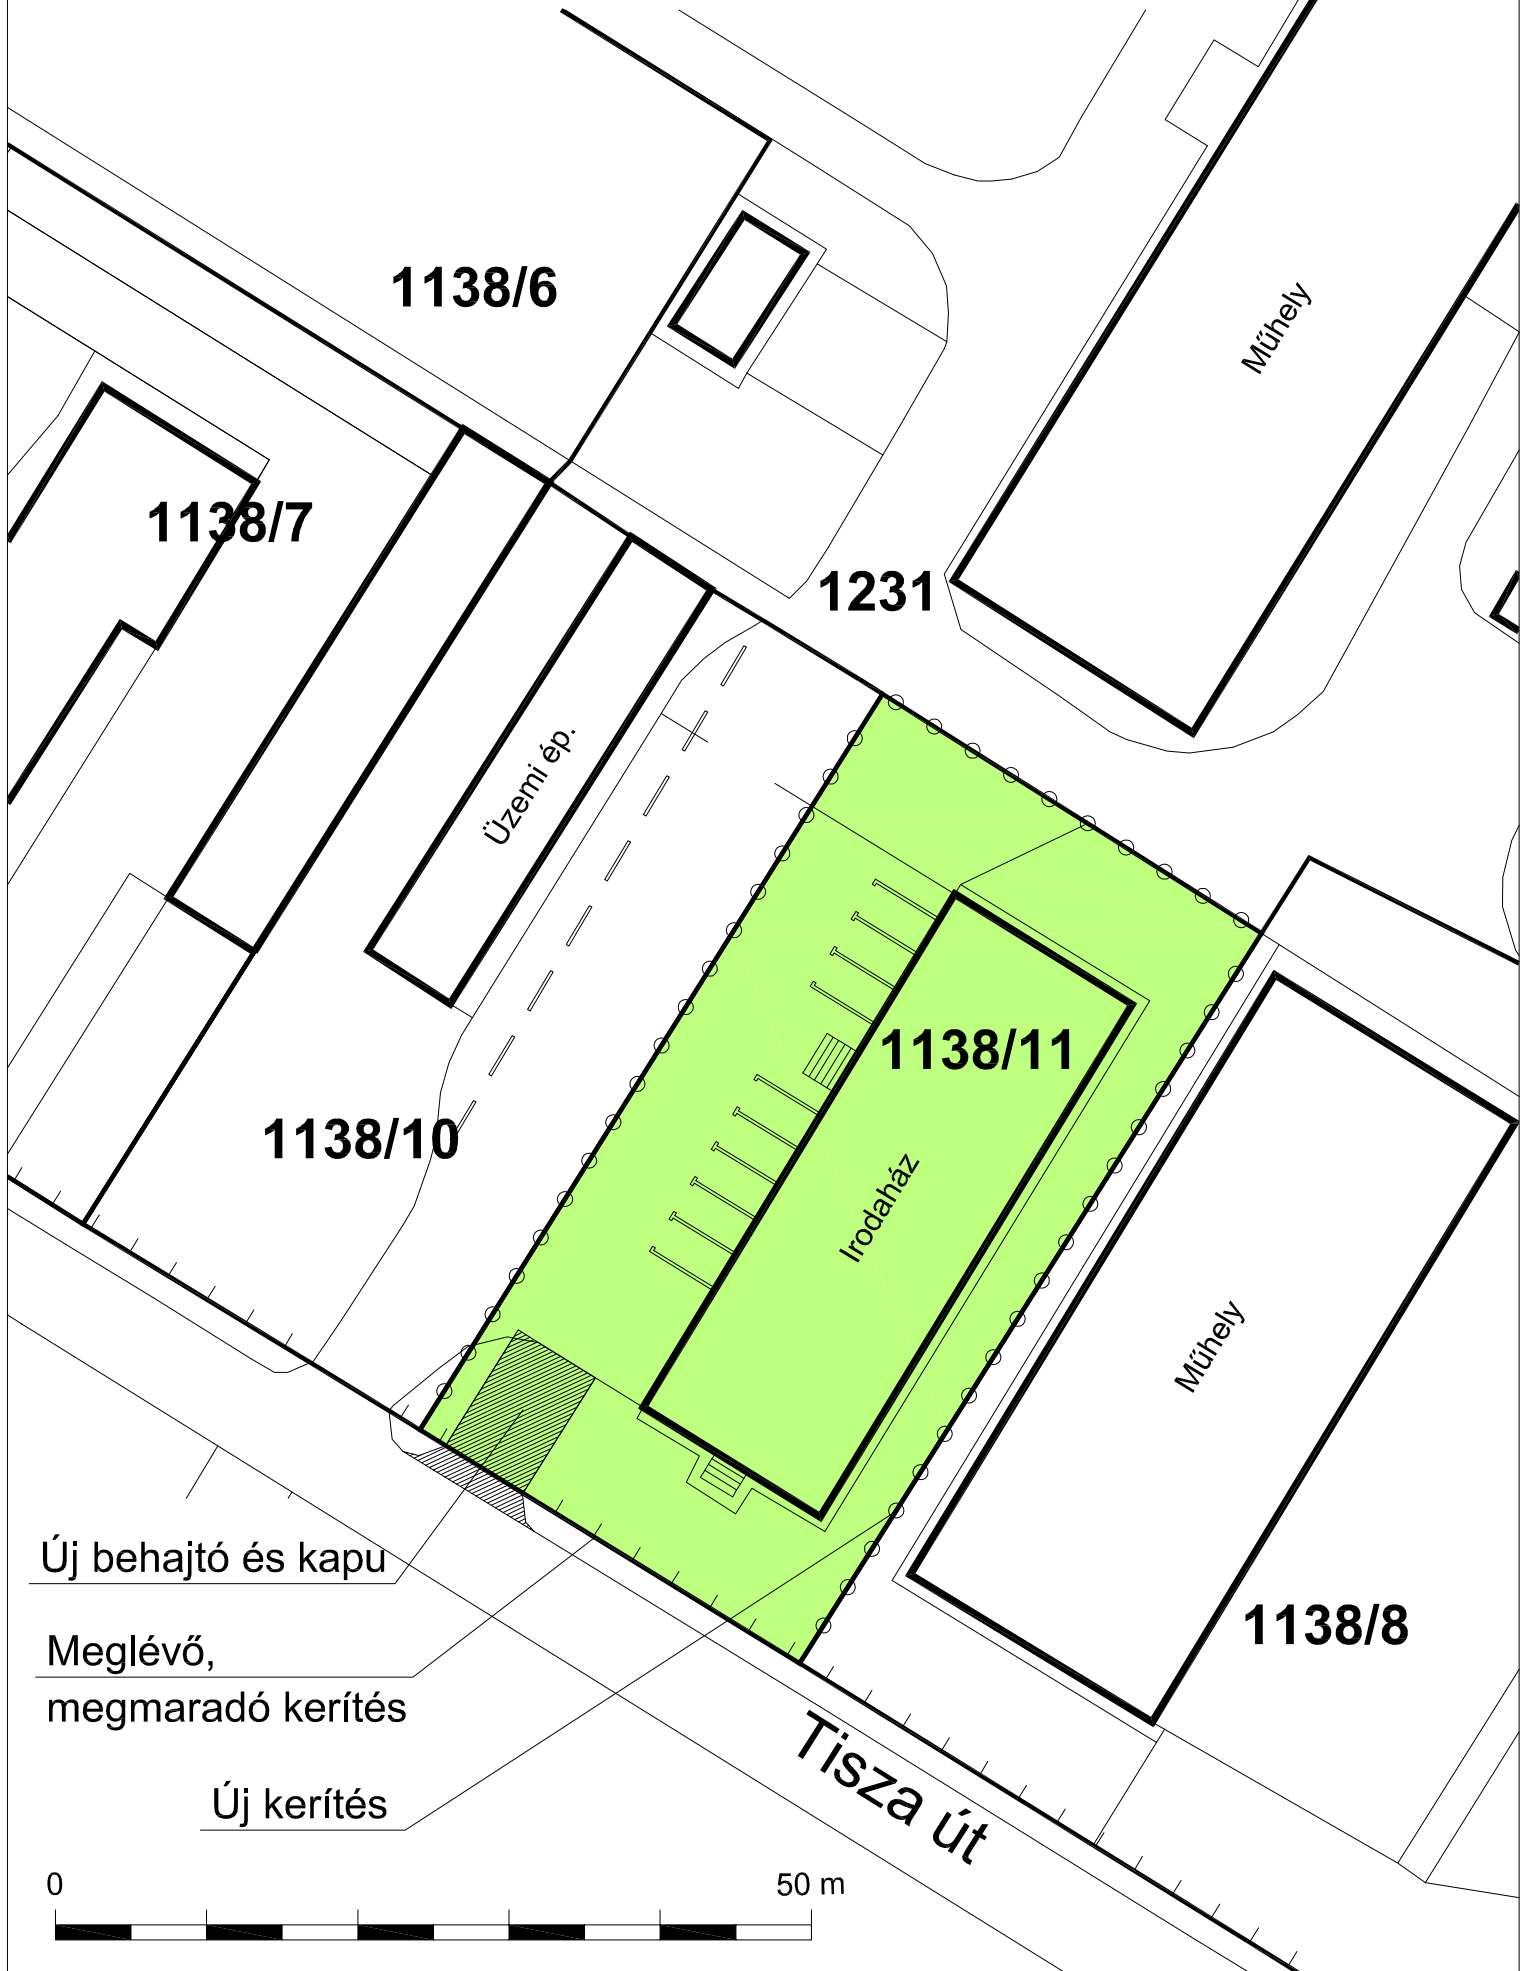 1138/6
Műhely
1138/7
1231
Üzemi ép.
1138/11
1138/10
Irodaház
Műhely
Új behajtó és kapu
1138/8
Meglévő,
megmaradó kerítés
Tisza út
Új kerítés
0
50 m